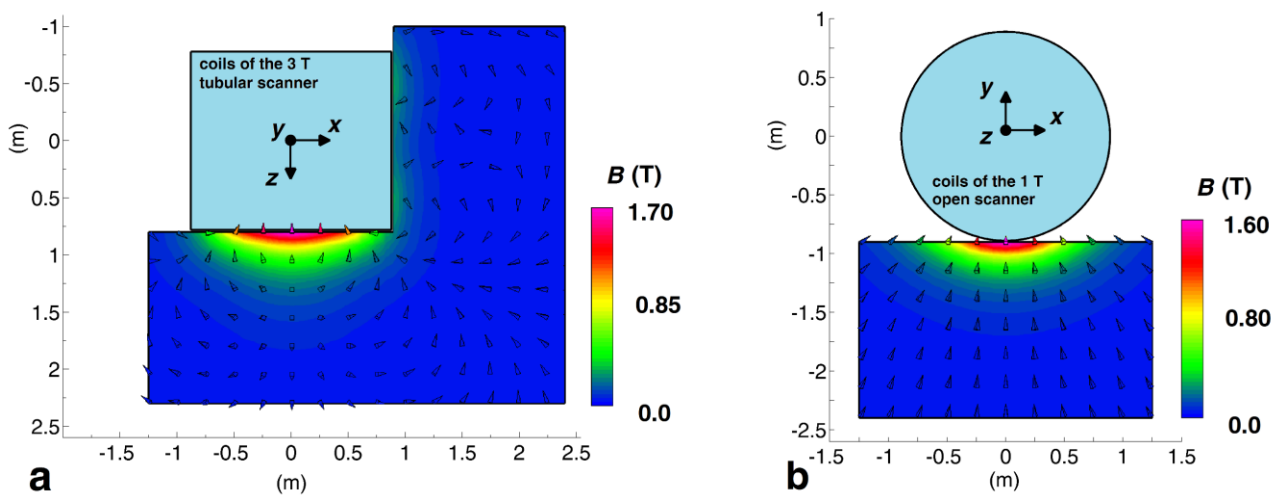 coils of the 3 T
tubular scanner
y
x
z
-1
-0.5
0
0.5
1
1.5
2
2.5
(m)
-1.5
-1
-0.5
0
0.5
1
1.5
2
2.5
(m)
B (T)
1.70
0.85
0.0
a
y
x
z
coils of the 1 T
open scanner
1
0.5
0
-0.5
-1
-1.5
-2
-2.5
(m)
-1.5
-1
-0.5
0
0.5
1
1.5
(m)
B (T)
1.60
0.80
0.0
b